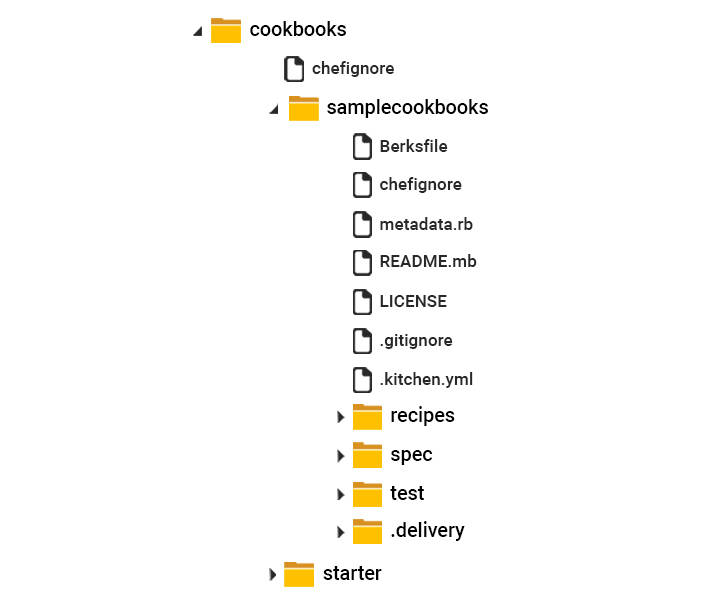 cookbooks
chefignore
samplecookbooks
Berksfile
chefignore
metadata.rb
README.mb
LICENSE
.gitignore
.kitchen.yml
recipes
spec
test
.delivery
starter